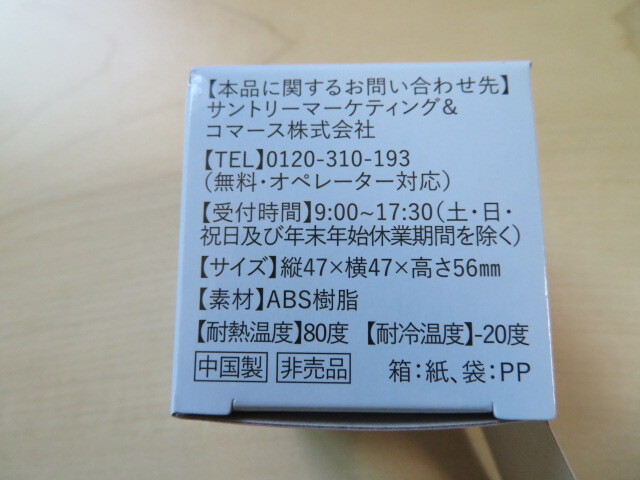 【本品に関するお問い合わせ先】
サントリーマーケティング&
コマース株式会社
【TEL】0120-310-193
(無料・オペレーター対応)
【受付時間】9:00~17:30(土・日・
祝日及び年末年始休業期間を除く)
【サイズ】縦47×横47×高さ56mm
【素材】ABS樹脂
【耐熱温度】80度 【耐冷温度】-20度
中国製 非売品 箱:紙、袋:PP